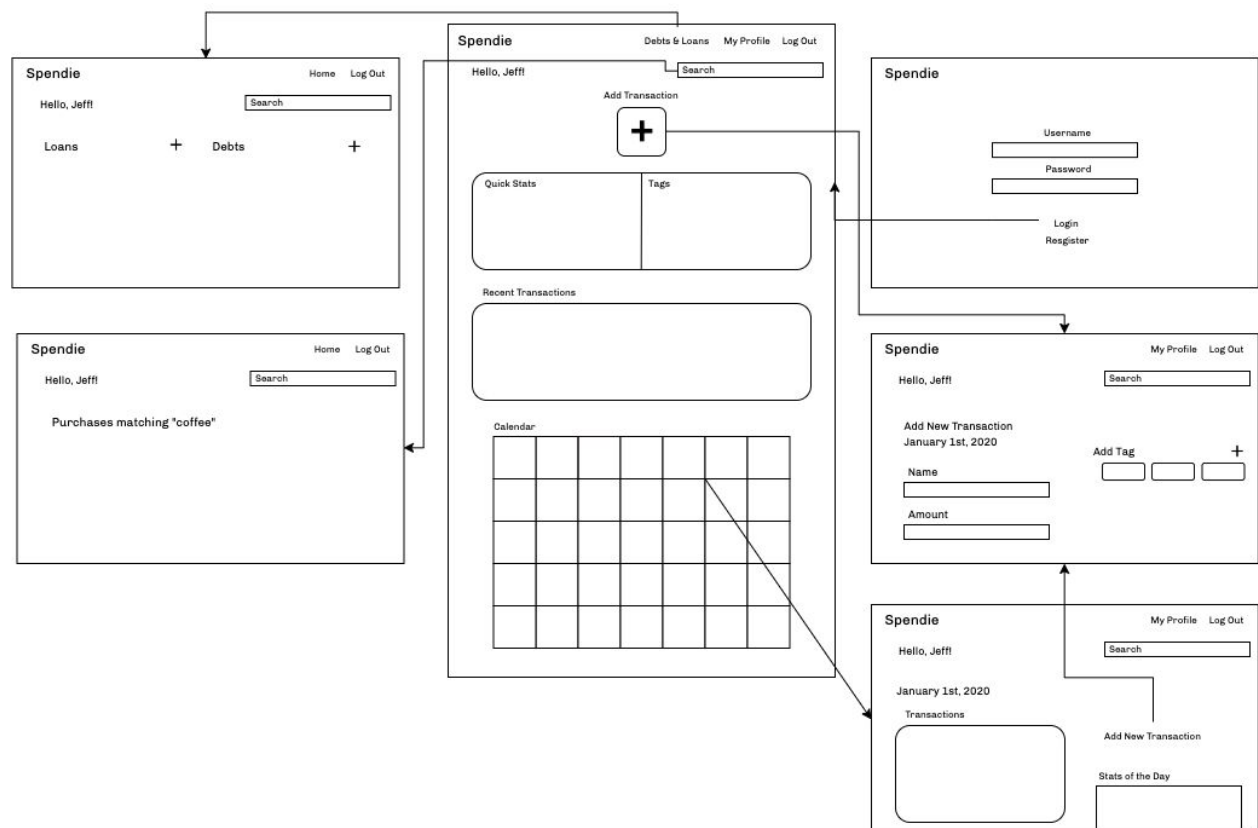 Spendie
Home Log Out
Hello, Jeff!
Search
Loans + Debts +
Spendie
Home Log Out
Hello, Jeff!
Search
Purchases matching "coffee"
Spendie
Debts & Loans My Profile Log Out
Hello, Jeff!
Search
Add Transaction
+
Quick Stats
Tags
Recent Transactions
Calendar
Spendie
Username
Password
Login
Resgister
Spendie
My Profile Log Out
Hello, Jeff!
Search
Add New Transaction
January 1st, 2020
Add Tag +
Name
Amount
Spendie
My Profile Log Out
Hello, Jeff!
Search
January 1st, 2020
Transactions
Add New Transaction
Stats of the Day